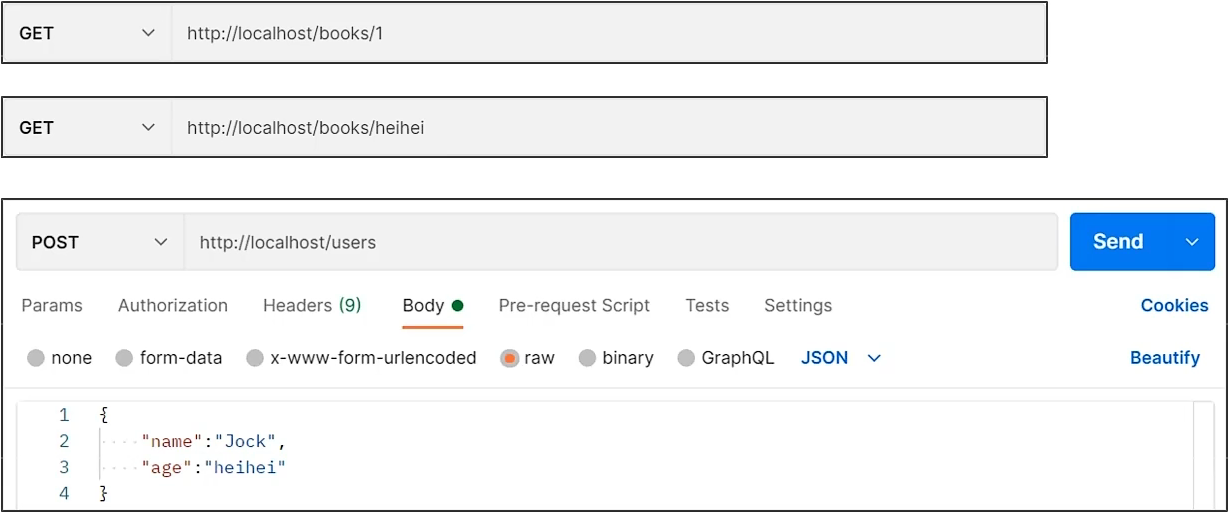 GET http://localhost/books/1
GET http://localhost/books/heihei
POST http://localhost/users Send
Params Authorization Headers (9) Body Pre-request Script Tests Settings Cookies
none form-data x-www-form-urlencoded raw binary GraphQL JSON Beautify
1 {
2 "name":"Jock",
3 "age":"heihei"
4 }